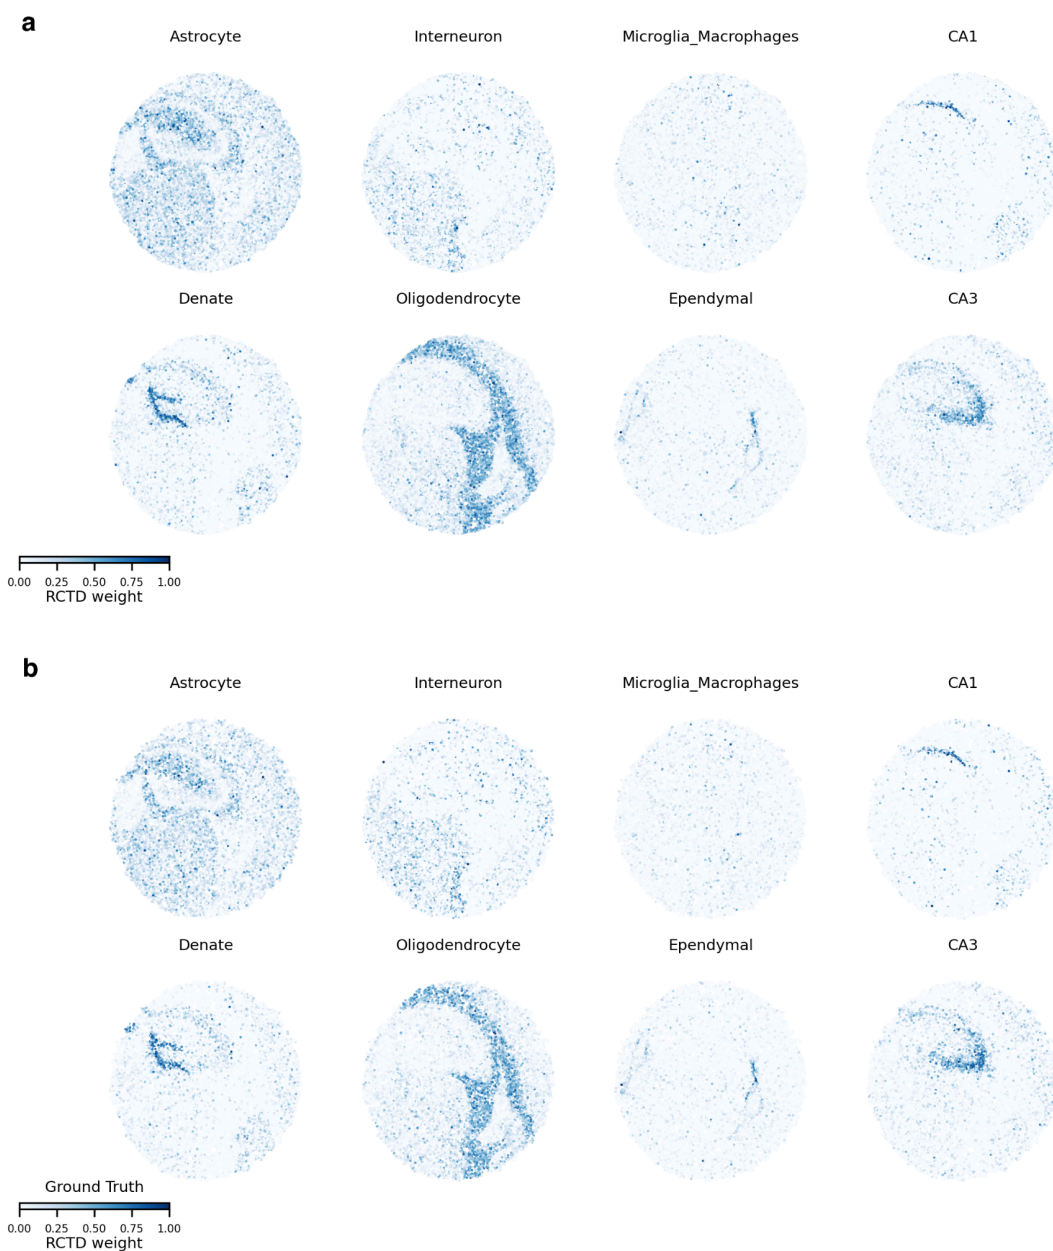 a
Astrocyte Interneuron Microglia_Macrophages CA1
Denate Oligodendrocyte Ependymal CA3
0.00 0.25 0.50 0.75 1.00
RCTD weight
b
Astrocyte Interneuron Microglia_Macrophages CA1
Denate Oligodendrocyte Ependymal CA3
Ground Truth
0.00 0.25 0.50 0.75 1.00
RCTD weight